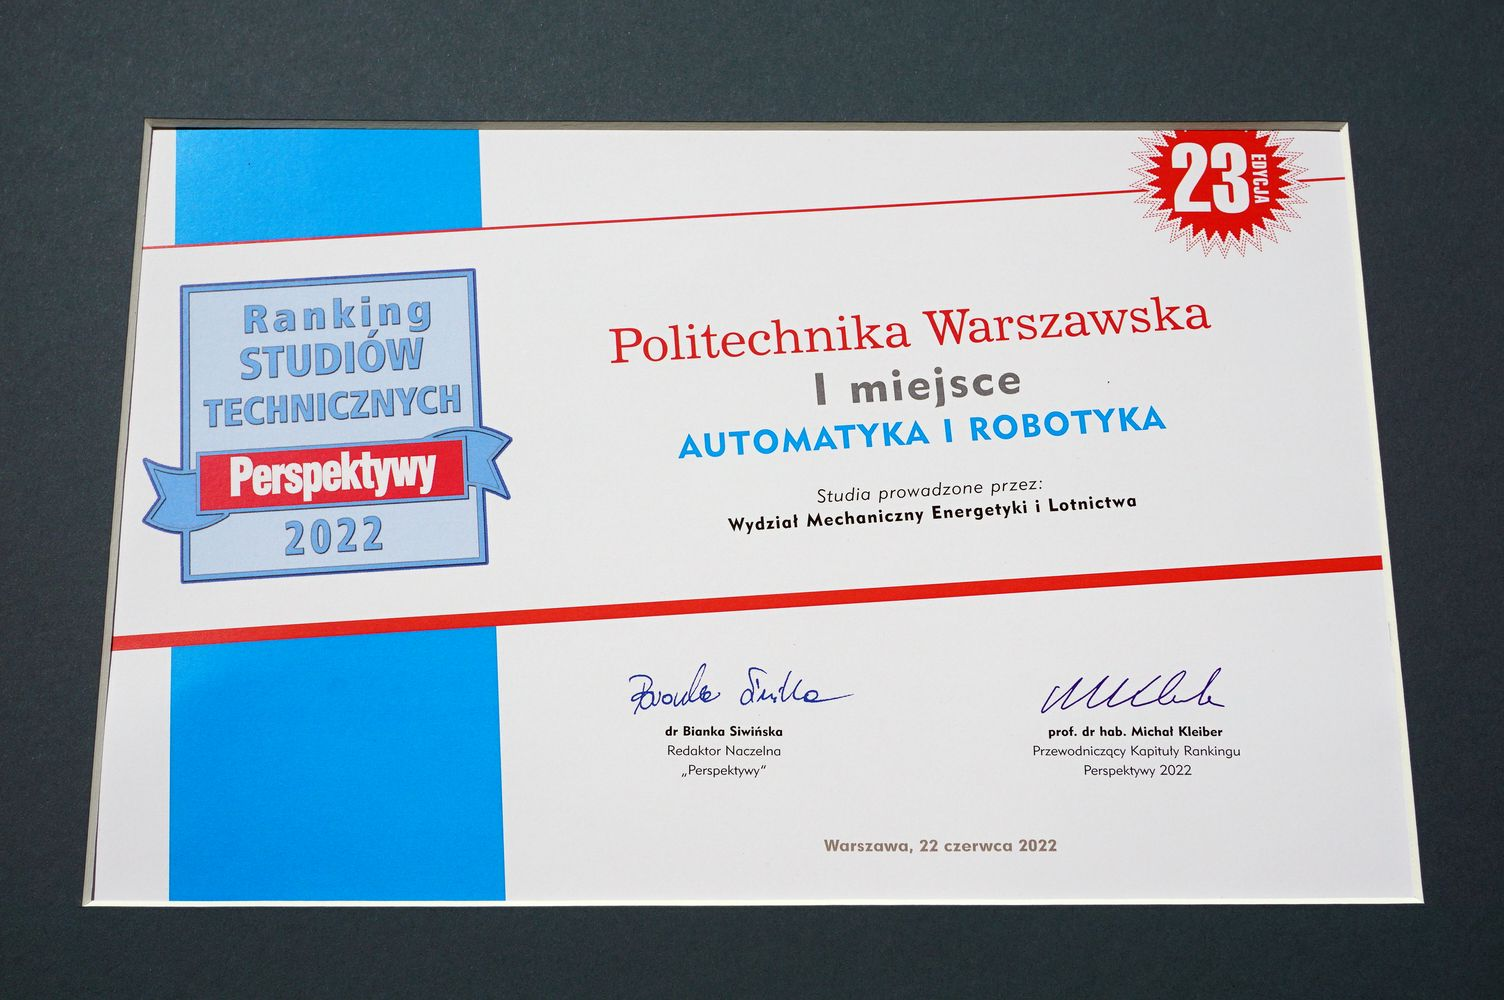 23
EDYCJA
Ranking
STUDIÓW
TECHNICZNYCH
Perspektywy
2022
Politechnika Warszawska
I miejsce
AUTOMATYKA I ROBOTYKA
Studia prowadzone przez:
Wydział Mechaniczny Energetyki i Lotnictwa
dr Bianka Siwińska
Redaktor Naczelna
„Perspektywy”
prof. dr hab. Michał Kleiber
Przewodniczący Kapituły Rankingu
Perspektywy 2022
Warszawa, 22 czerwca 2022